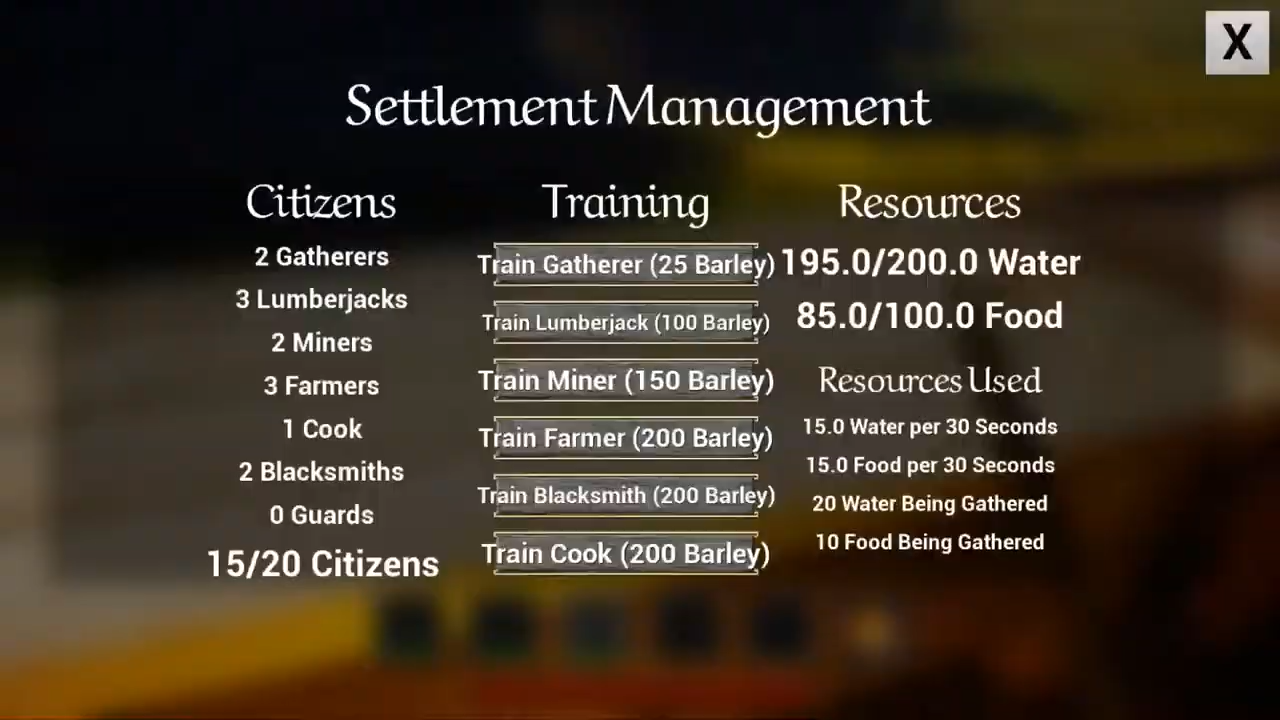 X
Settlement Management
Citizens
2 Gatherers
3 Lumberjacks
2 Miners
3 Farmers
1 Cook
2 Blacksmiths
0 Guards
15/20 Citizens
Training
Train Gatherer (25 Barley)
Train Lumberjack (100 Barley)
Train Miner (150 Barley)
Train Farmer (200 Barley)
Train Blacksmith (200 Barley)
Train Cook (200 Barley)
Resources
195.0/200.0 Water
85.0/100.0 Food
Resources Used
15.0 Water per 30 Seconds
15.0 Food per 30 Seconds
20 Water Being Gathered
10 Food Being Gathered